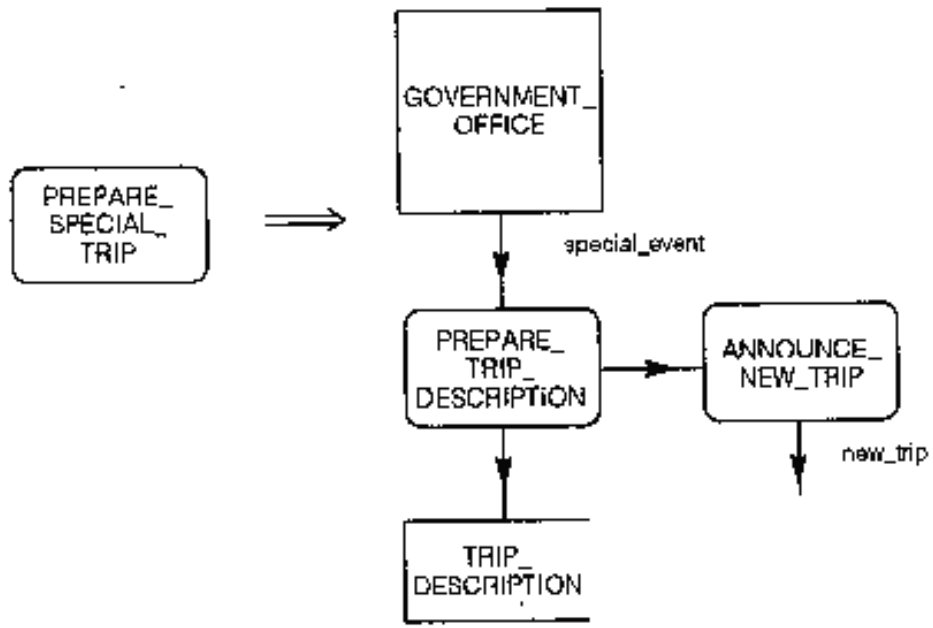 GOVERNMENT_
OFFICE
PREPARE_
SPECIAL_
TRIP
special_event
PREPARE_
TRIP_
DESCRIPTION
ANNOUNCE_
NEW_TRIP
new_trip
TRIP_
DESCRIPTION